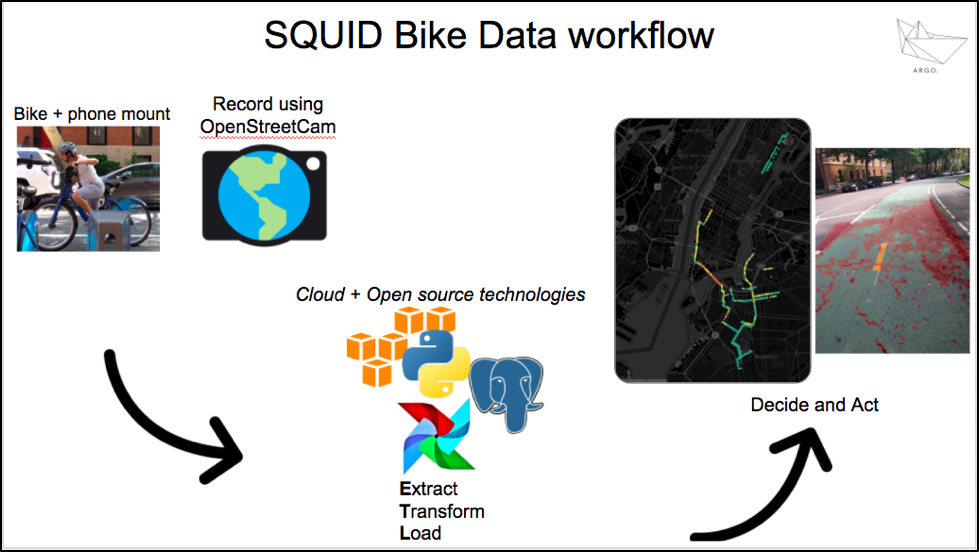 SQUID Bike Data workflow
A.R.G.O.
Bike + phone mount
Record using
OpenStreetCam
Cloud + Open source technologies
Extract
Transform
Load
Decide and Act